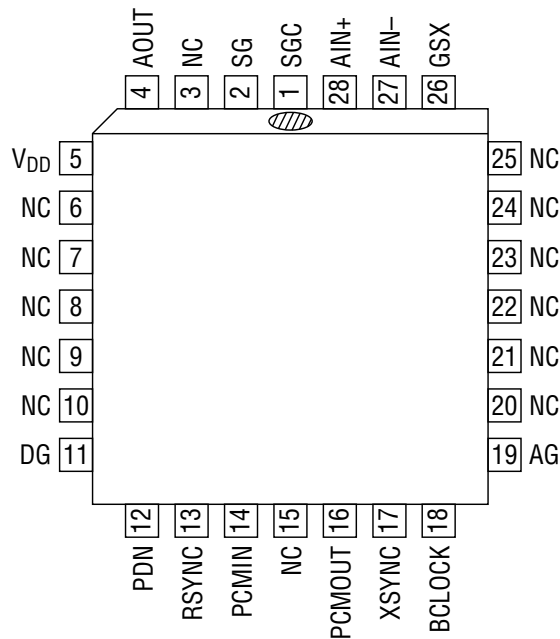 AOUT NC SG SGC AIN+ AIN– GSX
4 3 2 1 28 27 26
VDD 5 25 NC
NC 6 24 NC
NC 7 23 NC
NC 8 22 NC
NC 9 21 NC
NC 10 20 NC
DG 11 19 AG
12 13 14 15 16 17 18
PDN RSYNC PCMIN NC PCMOUT XSYNC BCLOCK